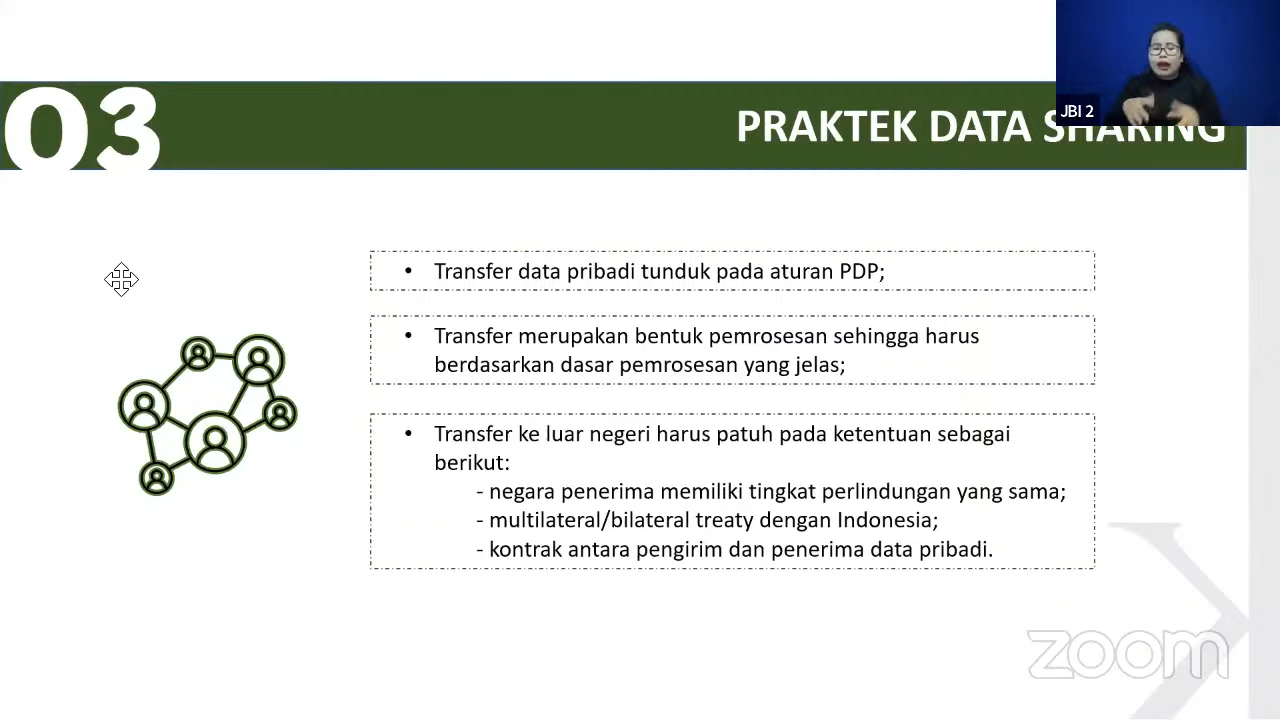 03
PRAKTEK DATA SHARING
JBI 2
• Transfer data pribadi tunduk pada aturan PDP;
• Transfer merupakan bentuk pemrosesan sehingga harus
berdasarkan dasar pemrosesan yang jelas;
• Transfer ke luar negeri harus patuh pada ketentuan sebagai
berikut:
- negara penerima memiliki tingkat perlindungan yang sama;
- multilateral/bilateral treaty dengan Indonesia;
- kontrak antara pengirim dan penerima data pribadi.
zoom